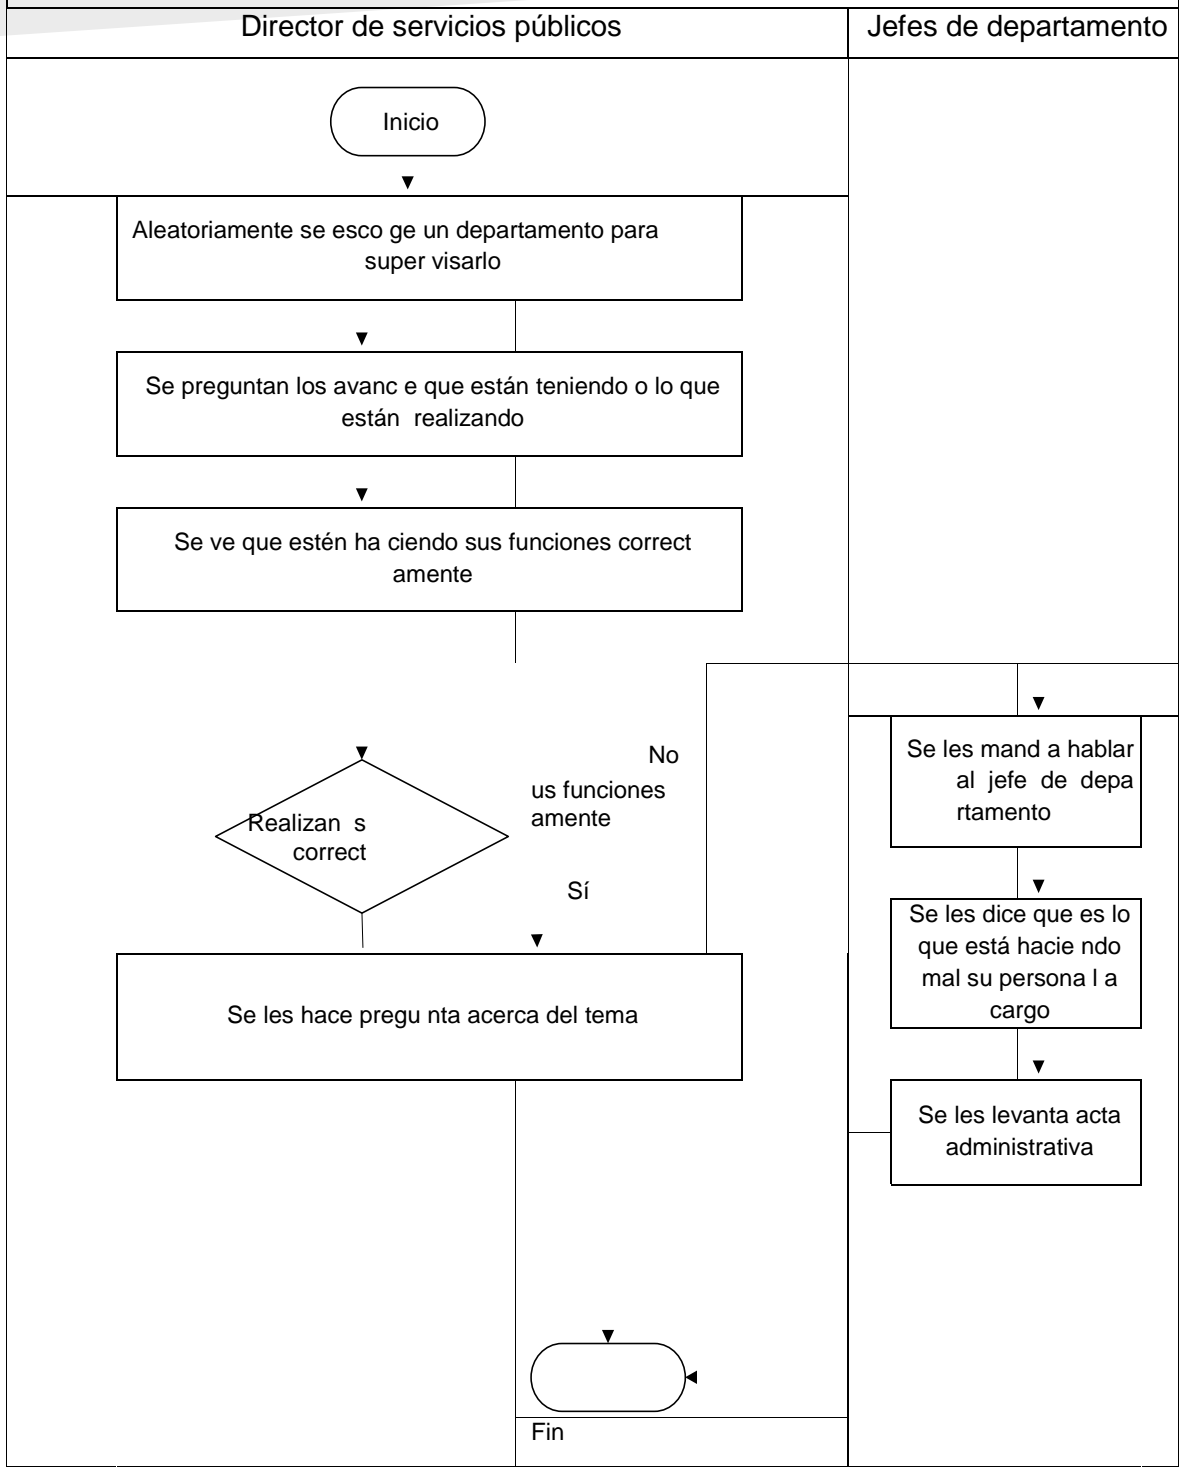 Director de servicios públicos
Jefes de departamento
Inicio
Aleatoriamente se esco ge un departamento para
super visarlo
Se preguntan los avanc e que están teniendo o lo que
están realizando
Se ve que estén ha ciendo sus funciones correct
amente
No
us funciones
amente
Realizan s
correct
Sí
Se les hace pregu nta acerca del tema
Se les mand a hablar
al jefe de depa
rtamento
Se les dice que es lo
que está hacie ndo
mal su persona l a
cargo
Se les levanta acta
administrativa
Fin